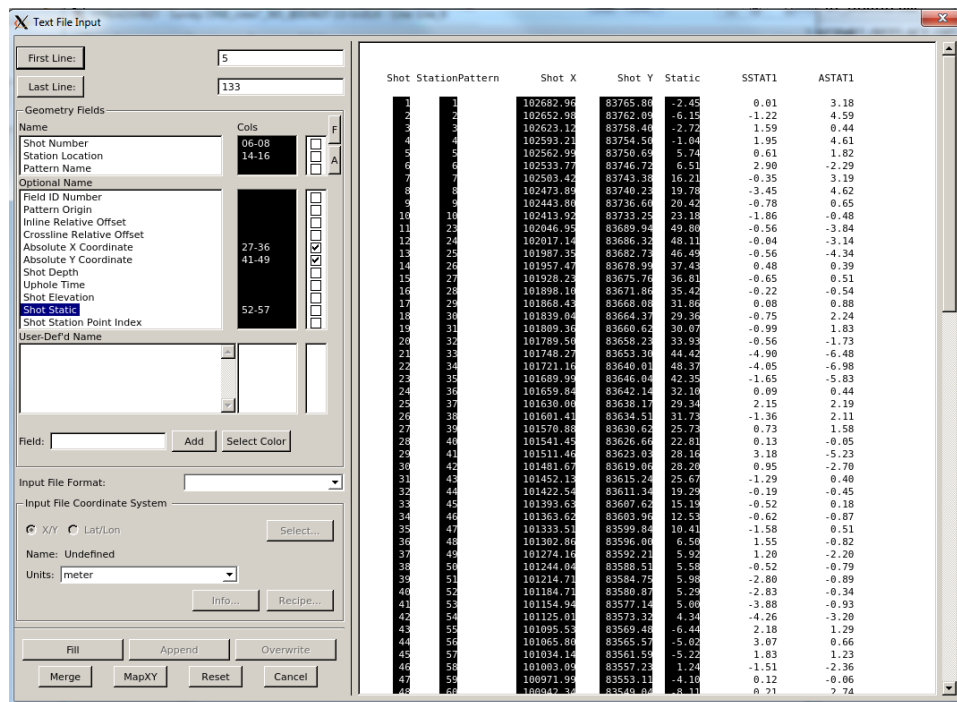 Text File Input
First Line: 5
Last Line: 133
Geometry Fields
Name Cols F
Shot Number 06-08
Station Location 14-16 A
Pattern Name
Optional Name
Field ID Number
Pattern Origin
Inline Relative Offset
Crossline Relative Offset
Absolute X Coordinate 27-36
Absolute Y Coordinate 41-49
Shot Depth
Uphole Time
Shot Elevation
Shot Static 52-57
Shot Station Point Index
User-Def'd Name
Field: Add Select Color
Input File Format:
Input File Coordinate System
X/Y Lat/Lon Select...
Name: Undefined
Units: meter
Info... Recipe...
Fill Append Overwrite
Merge MapXY Reset Cancel
Shot StationPattern Shot X Shot Y Static SSTAT1 ASTAT1
1 1 102682.96 83765.80 -2.45 0.01 3.18
2 2 102652.98 83762.09 -6.15 -1.22 4.59
3 3 102623.12 83758.40 -2.72 1.59 0.44
4 4 102593.21 83754.50 -1.04 1.95 4.61
5 5 102562.99 83750.69 5.74 0.61 1.82
6 6 102533.77 83746.72 6.51 2.90 -2.29
7 7 102503.42 83743.38 16.21 -0.35 3.19
8 8 102473.89 83740.23 19.78 -3.45 4.62
9 9 102443.80 83736.60 20.42 -0.78 0.65
10 10 102413.92 83733.25 23.18 -1.86 -0.48
11 23 102046.95 83689.94 49.80 -0.56 -3.84
12 24 102017.14 83686.32 48.11 -0.04 -3.14
13 25 101987.35 83682.73 46.49 -0.56 -4.34
14 26 101957.47 83678.99 37.43 0.48 0.39
15 27 101928.23 83675.76 36.81 -0.65 0.51
16 28 101898.10 83671.86 35.42 -0.22 -0.54
17 29 101868.43 83668.08 31.86 0.08 0.88
18 30 101839.04 83664.37 29.36 -0.75 2.24
19 31 101809.36 83660.62 30.07 -0.99 1.83
20 32 101789.50 83658.23 33.93 -0.56 -1.73
21 33 101748.27 83653.30 44.42 -4.90 -6.48
22 34 101721.16 83640.01 48.37 -4.05 -6.98
23 35 101689.99 83646.04 42.35 -1.65 -5.83
24 36 101659.84 83642.14 32.10 0.09 0.44
25 37 101630.00 83638.17 29.34 2.15 2.19
26 38 101601.41 83634.51 31.73 -1.36 2.11
27 39 101570.88 83630.62 25.73 0.73 1.58
28 40 101541.45 83626.66 22.81 0.13 -0.05
29 41 101511.46 83623.03 28.16 3.18 -5.23
30 42 101481.67 83619.06 28.20 0.95 -2.70
31 43 101452.13 83615.24 25.67 -1.29 0.40
32 44 101422.54 83611.34 19.29 -0.19 -0.45
33 45 101393.63 83607.62 15.19 -0.52 0.18
34 46 101363.62 83603.96 12.53 -0.62 -0.87
35 47 101333.51 83599.84 10.41 -1.58 0.51
36 48 101302.86 83596.00 6.50 1.55 -0.82
37 49 101274.16 83592.21 5.92 1.20 -2.20
38 50 101244.04 83588.51 5.58 -0.52 -0.79
39 51 101214.71 83584.75 5.98 -2.80 -0.89
40 52 101184.71 83580.87 5.29 -2.83 -0.34
41 53 101154.94 83577.14 5.00 -3.88 -0.93
42 54 101125.01 83573.32 4.34 -4.26 -3.20
43 55 101095.53 83569.48 -6.44 2.18 1.29
44 56 101065.80 83565.57 -5.02 3.07 0.66
45 57 101034.14 83561.59 -5.22 1.83 1.23
46 58 101003.09 83557.23 1.24 -1.51 -2.36
47 59 100971.99 83553.11 -4.10 0.12 -0.06
48 60 100942.34 83549.04 -8.11 0.21 2.74